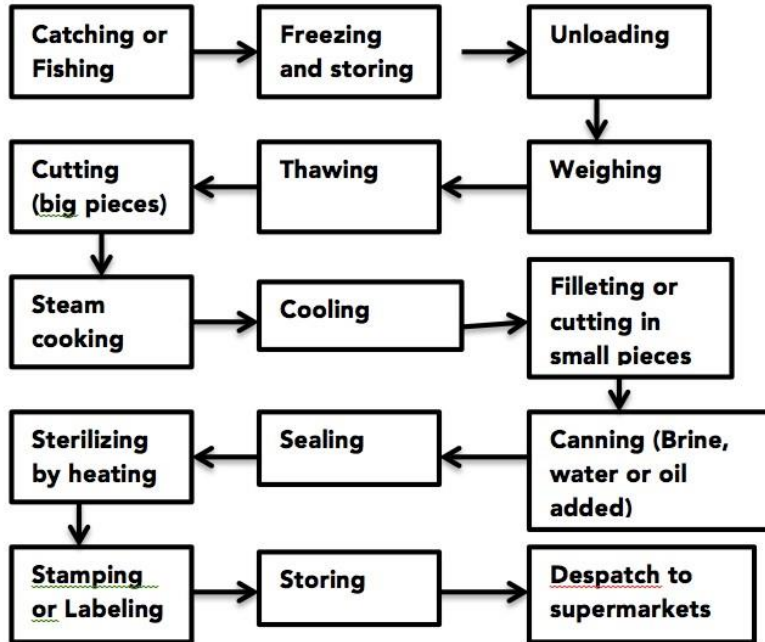 Catching or
Fishing
Freezing
and storing
Unloading
Cutting
(big pieces)
Thawing
Weighing
Steam
cooking
Cooling
Filleting or
cutting in
small pieces
Sterilizing
by heating
Sealing
Canning (Brine,
water or oil
added)
Stamping
or Labeling
Storing
Despatch to
supermarkets